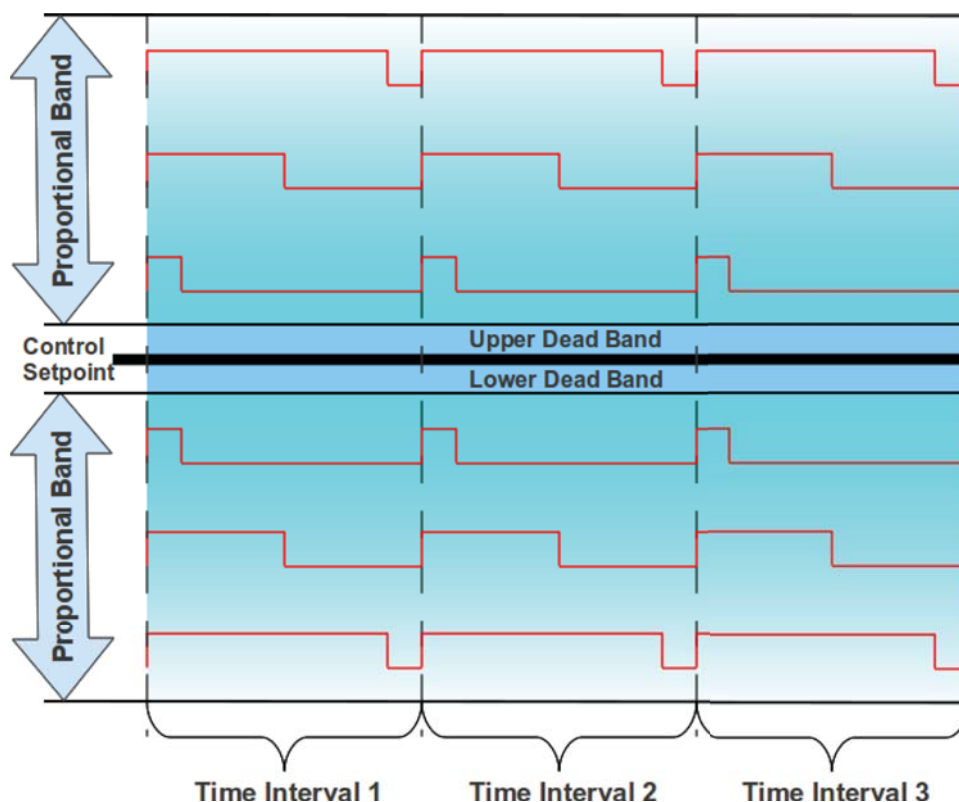 Proportional Band
Upper Dead Band
Control
Setpoint
Lower Dead Band
Proportional Band
Time Interval 1
Time Interval 2
Time Interval 3